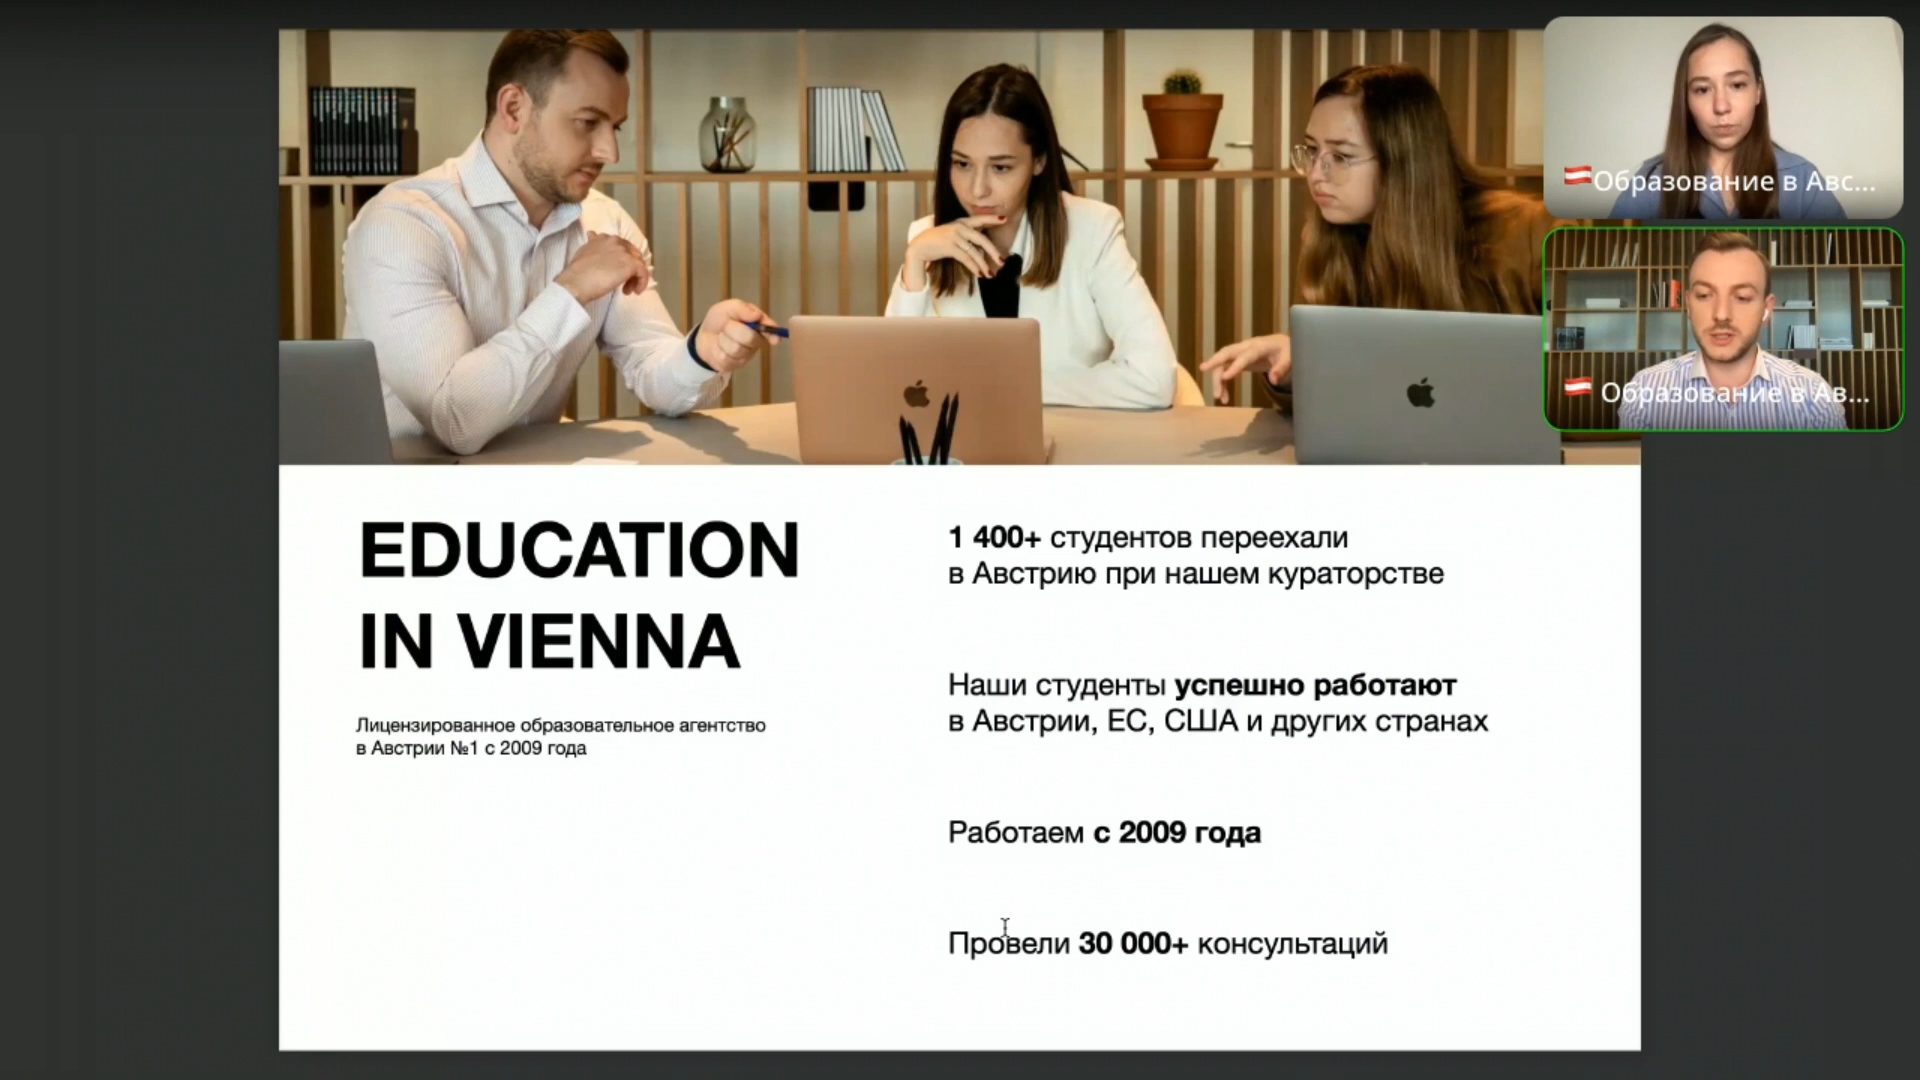 Образование в Авс...
Образование в Ав...
EDUCATION
IN VIENNA
Лицензированное образовательное агентство
в Австрии №1 с 2009 года
1 400+ студентов переехали
в Австрию при нашем кураторстве
Наши студенты успешно работают
в Австрии, ЕС, США и других странах
Работаем с 2009 года
Провели 30 000+ консультаций